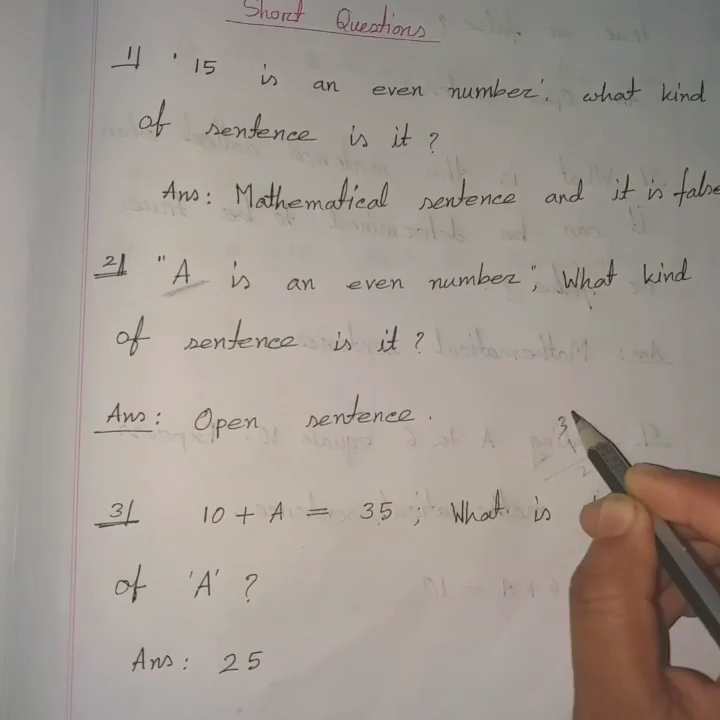 Short Questions
1) '15 is an even number'. what kind
of sentence is it?
Ans: Mathematical sentence and it is false
2) "A is an even number", What kind
of sentence is it?
Ans: Open sentence.
3) 10 + A = 35; What is
of 'A'?
Ans: 25